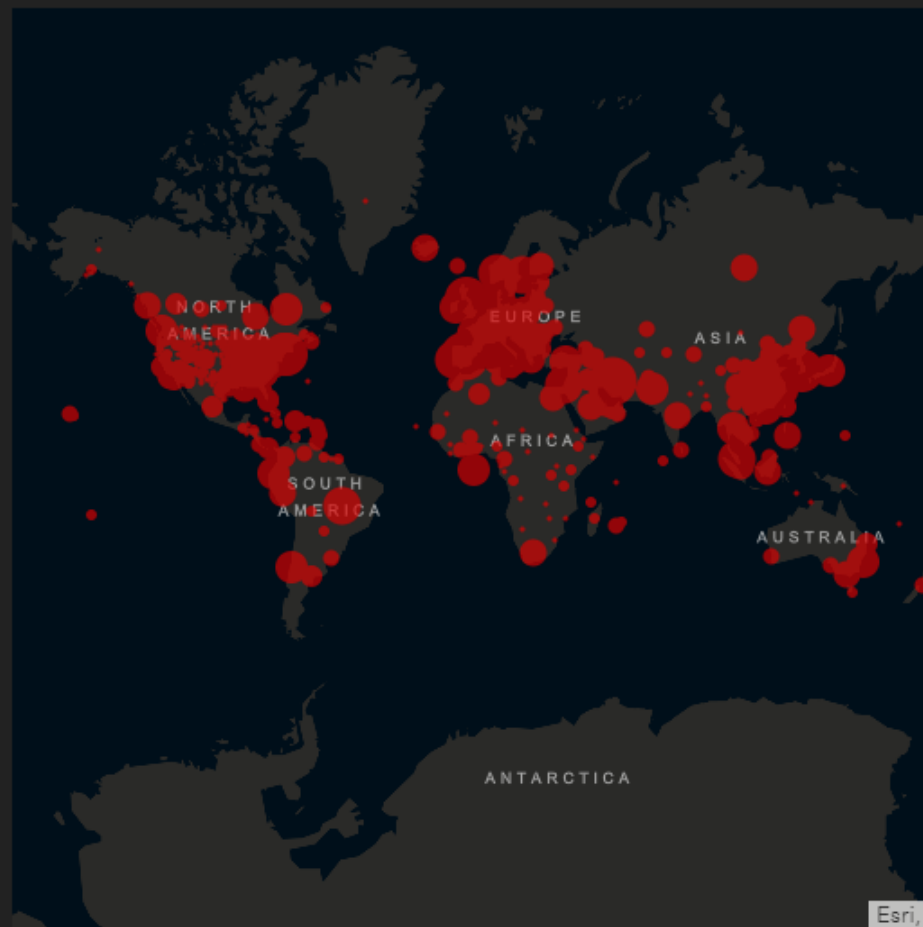 NORTH
AMERICA
EUROPE
ASIA
AFRICA
SOUTH
AMERICA
AUSTRALIA
ANTARCTICA
Esri,